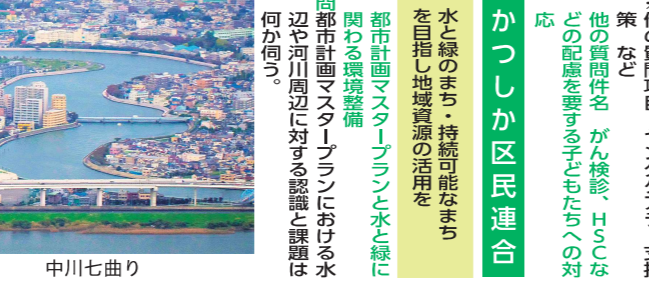 策　など
他の質問件名　がん検診、HSCな
どの配慮を要する子どもたちへの対
応
かつしか区民連合
水と緑のまち・持続可能なまち
を目指し地域資源の活用を
都市計画マスタープランと水と緑に
関わる環境整備
問都市計画マスタープランにおける水
辺や河川周辺に対する認識と課題は
何か伺う。
中川七曲り